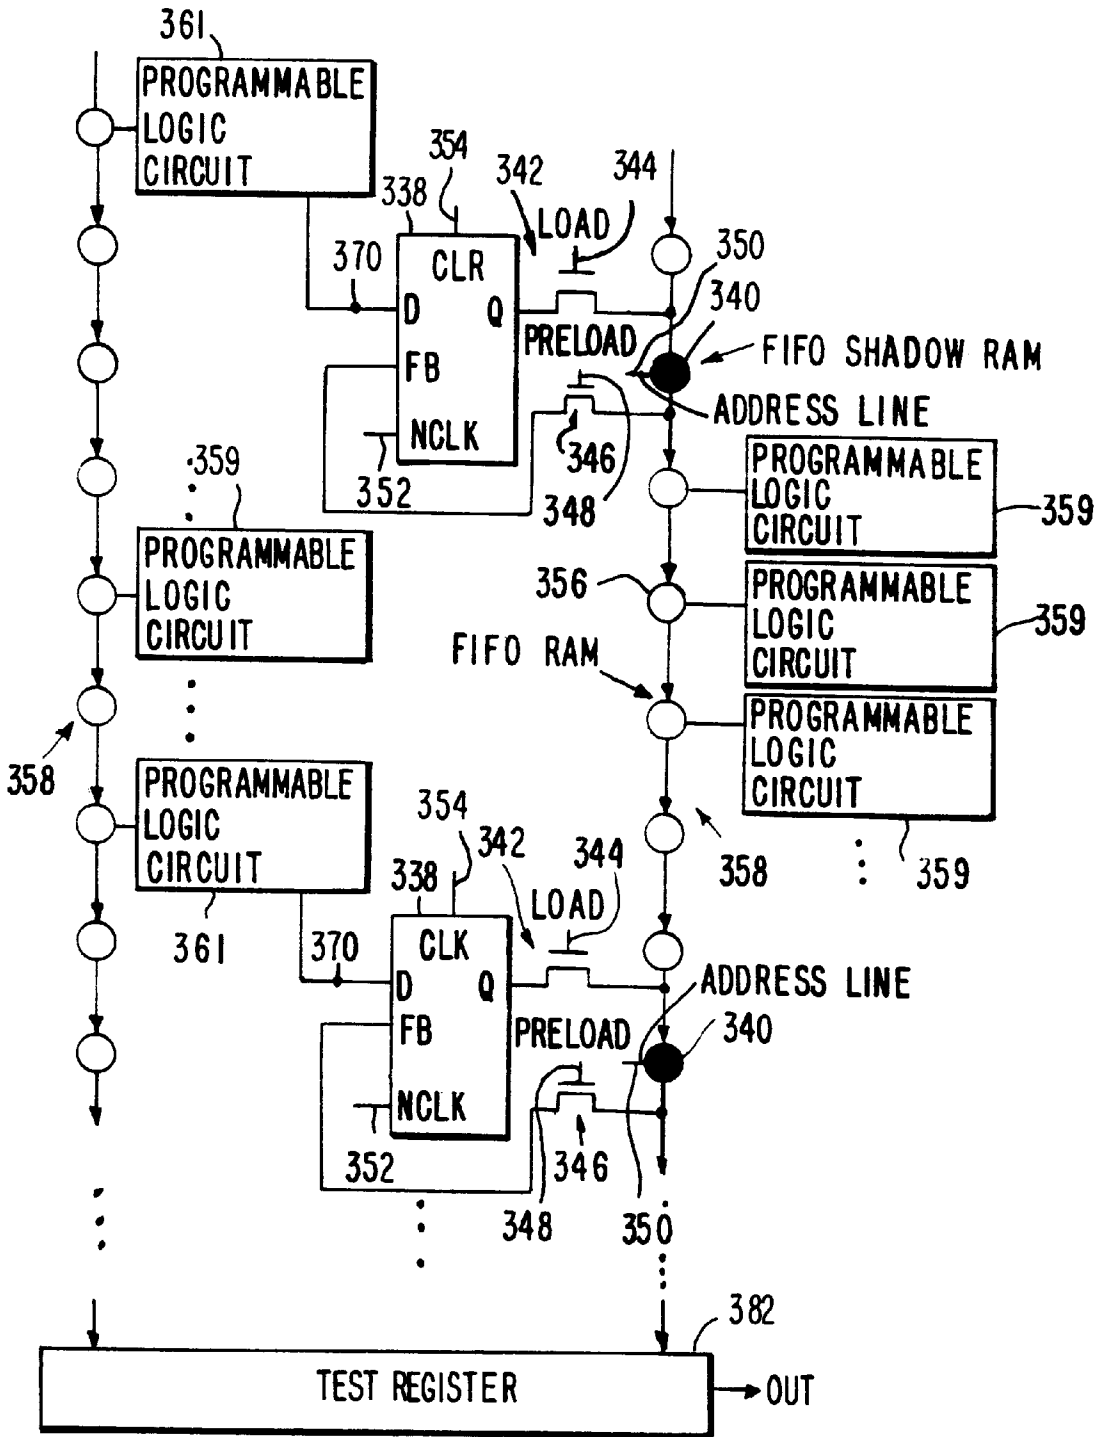 361
PROGRAMMABLE
LOGIC
CIRCUIT
354
342
344
338
LOAD
350
370
CLR
340
D
Q
PRELOAD
FIFO SHADOW RAM
FB
ADDRESS LINE
NCLK
346
352
348
359
PROGRAMMABLE
LOGIC
CIRCUIT
359
PROGRAMMABLE
LOGIC
CIRCUIT
356
PROGRAMMABLE
LOGIC
CIRCUIT
359
FIFO RAM
PROGRAMMABLE
LOGIC
CIRCUIT
359
358
358
PROGRAMMABLE
LOGIC
CIRCUIT
361
354
342
344
338
LOAD
370
CLK
D
Q
ADDRESS LINE
FB
PRELOAD
340
NCLK
352
346
348
350
382
TEST REGISTER
OUT